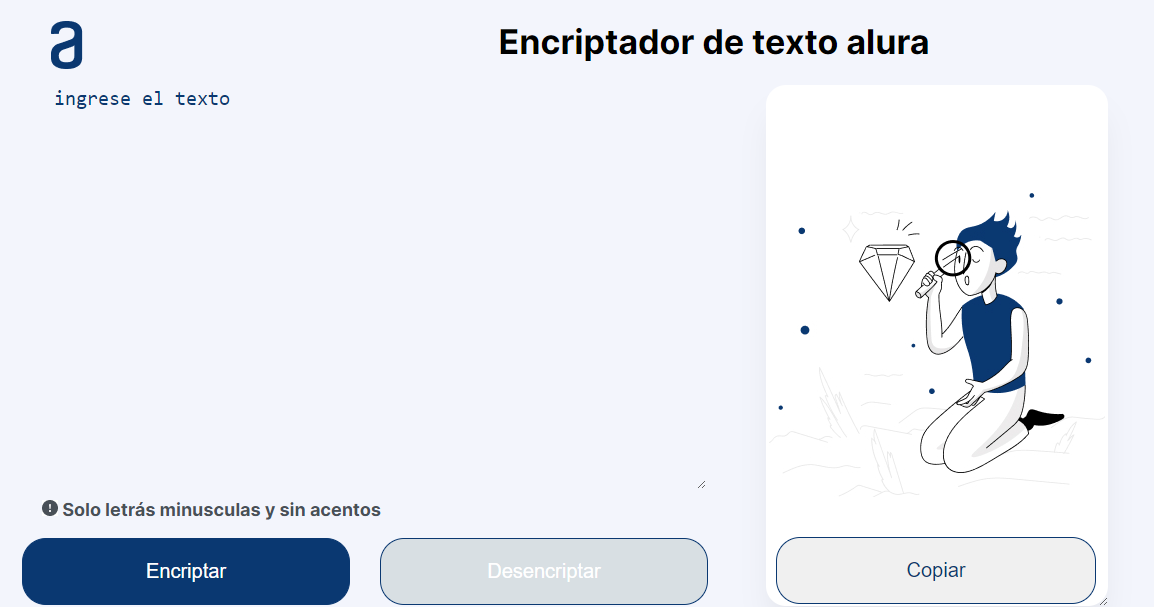 a
Encriptador de texto alura
ingrese el texto
Solo letrás minusculas y sin acentos
Encriptar
Desencriptar
Copiar